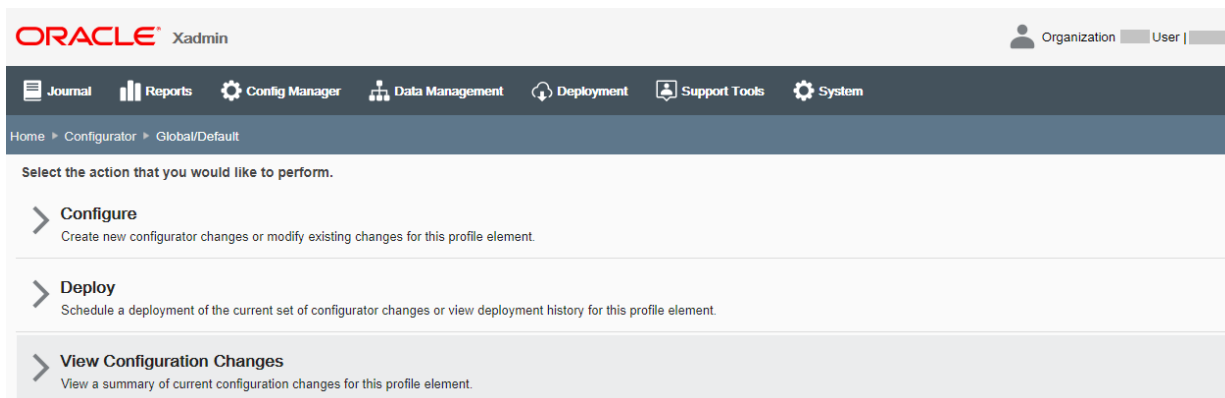 ORACLE® Xadmin
Organization User |
Journal Reports Config Manager Data Management Deployment Support Tools System
Home Configurator Global/Default
Select the action that you would like to perform.
Configure
Create new configurator changes or modify existing changes for this profile element.
Deploy
Schedule a deployment of the current set of configurator changes or view deployment history for this profile element.
View Configuration Changes
View a summary of current configuration changes for this profile element.